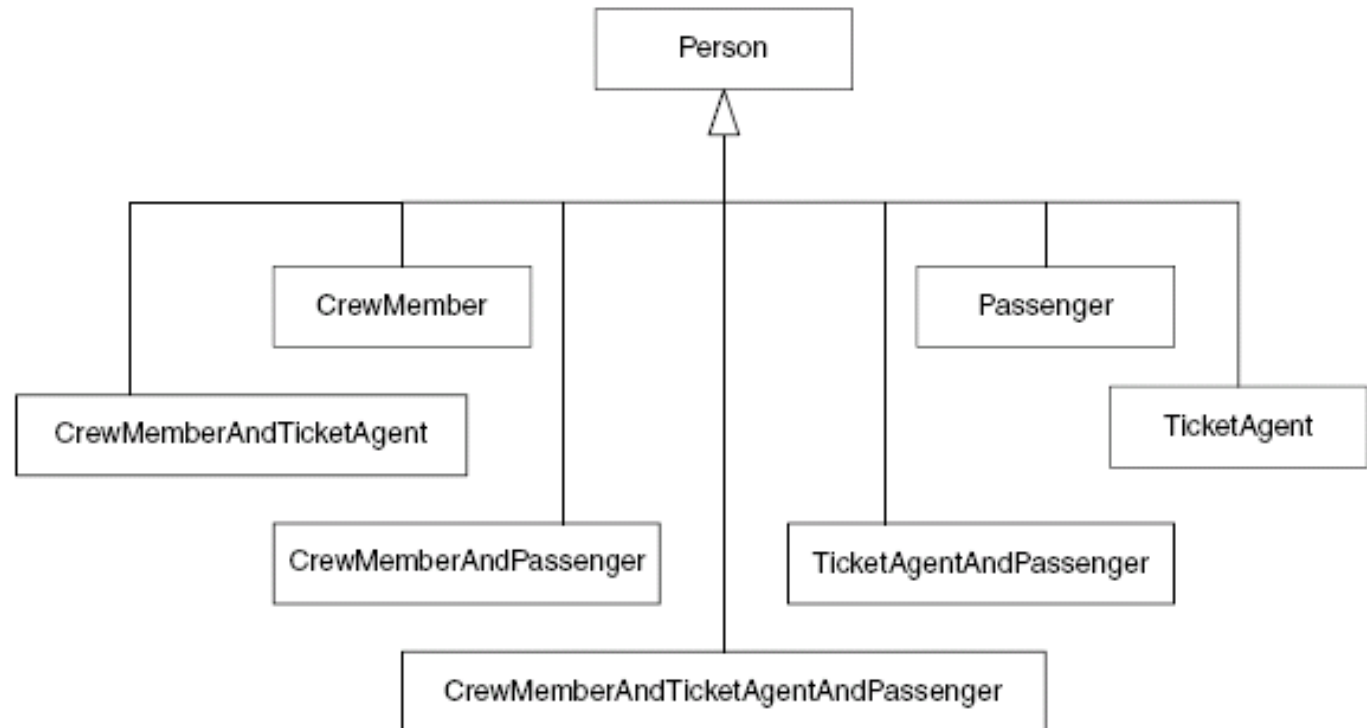 Person
CrewMember
Passenger
CrewMemberAndTicketAgent
TicketAgent
CrewMemberAndPassenger
TicketAgentAndPassenger
CrewMemberAndTicketAgentAndPassenger